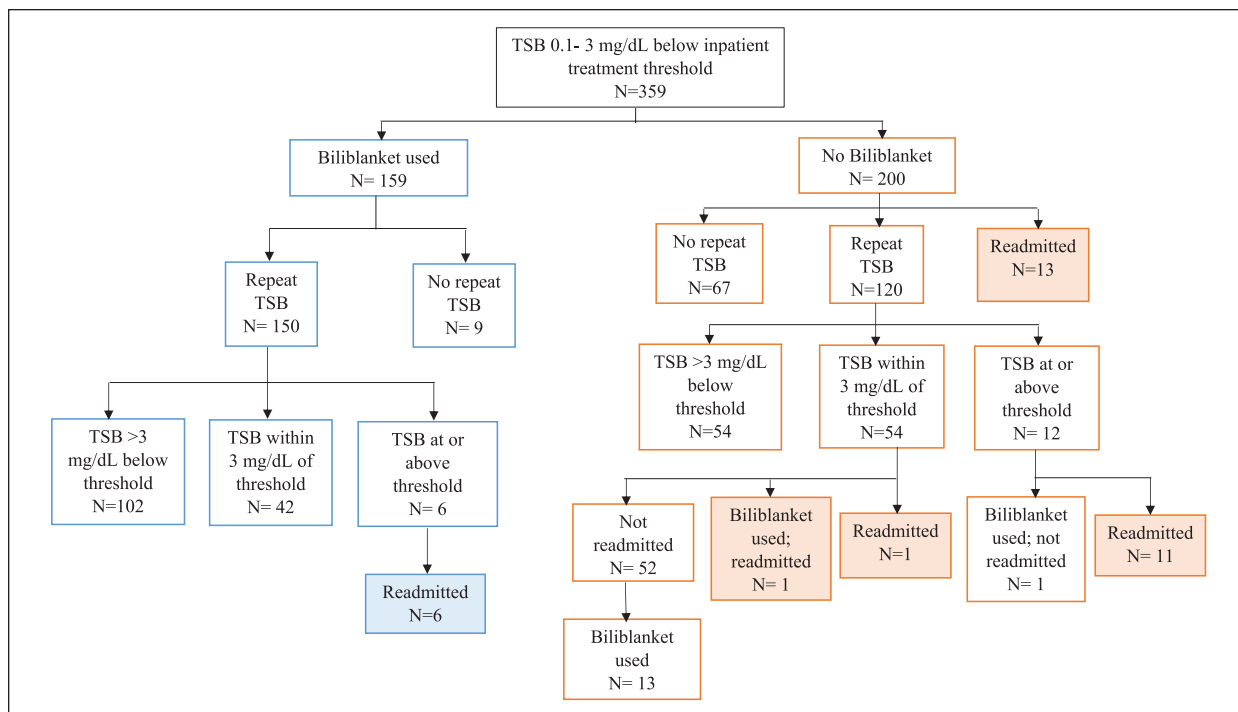 TSB 0.1- 3 mg/dL below inpatient
treatment threshold
N=359
Biliblanket used
N= 159
No Biliblanket
N= 200
Repeat
TSB
N= 150
No repeat
TSB
N= 9
No repeat
TSB
N=67
Repeat
TSB
N=120
Readmitted
N=13
TSB >3
mg/dL below
threshold
N=102
TSB within
3 mg/dL of
threshold
N= 42
TSB at or
above
threshold
N= 6
TSB >3 mg/dL
below
threshold
N=54
TSB within
3 mg/dL of
threshold
N=54
TSB at or
above
threshold
N= 12
Readmitted
N=6
Not
readmitted
N= 52
Biliblanket
used;
readmitted
N= 1
Readmitted
N=1
Biliblanket
used; not
readmitted
N= 1
Readmitted
N= 11
Biliblanket
used
N= 13